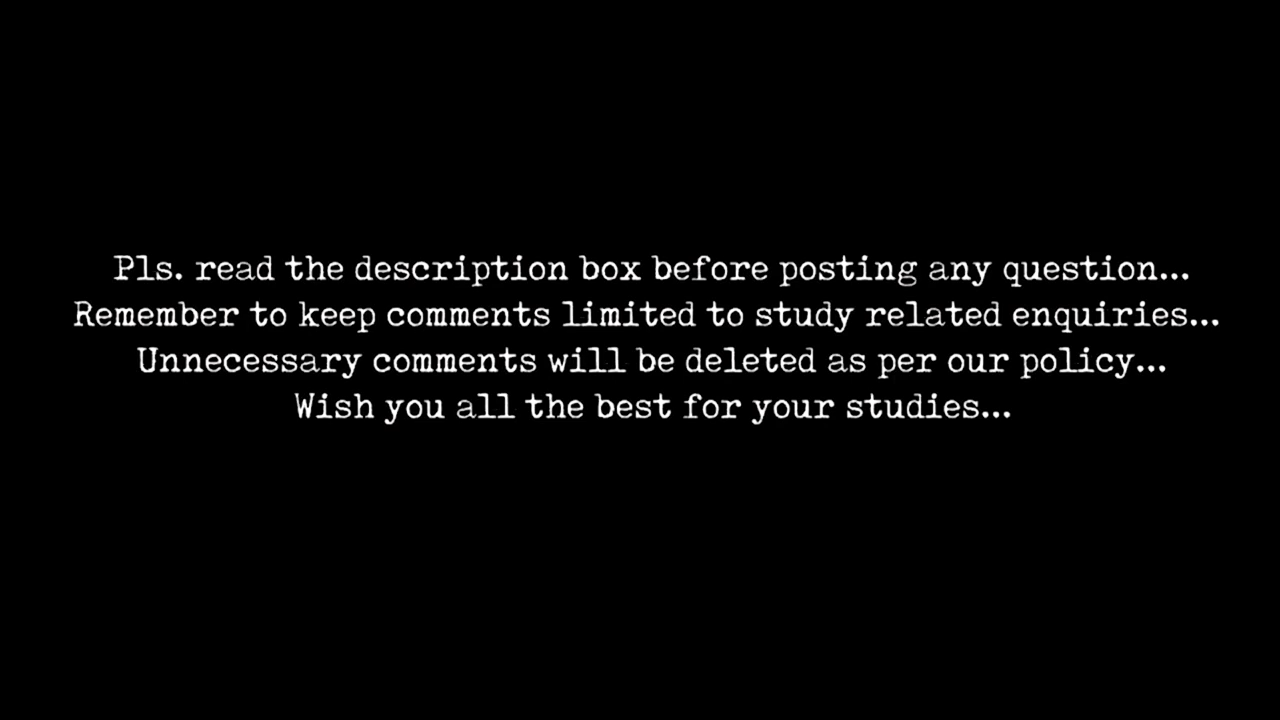 Pls. read the description box before posting any question...
Remember to keep comments limited to study related enquiries...
Unnecessary comments will be deleted as per our policy...
Wish you all the best for your studies...